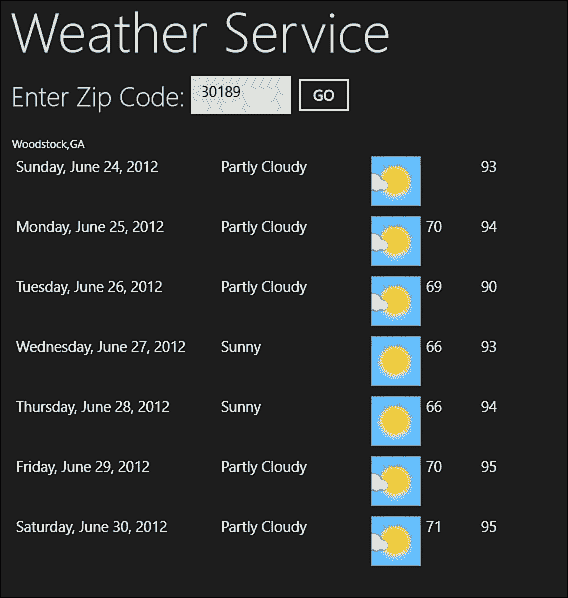 Weather Service
Enter Zip Code: 30189 GO
Woodstock,GA
Sunday, June 24, 2012 Partly Cloudy 93
Monday, June 25, 2012 Partly Cloudy 70 94
Tuesday, June 26, 2012 Partly Cloudy 69 90
Wednesday, June 27, 2012 Sunny 66 93
Thursday, June 28, 2012 Sunny 66 94
Friday, June 29, 2012 Partly Cloudy 70 95
Saturday, June 30, 2012 Partly Cloudy 71 95